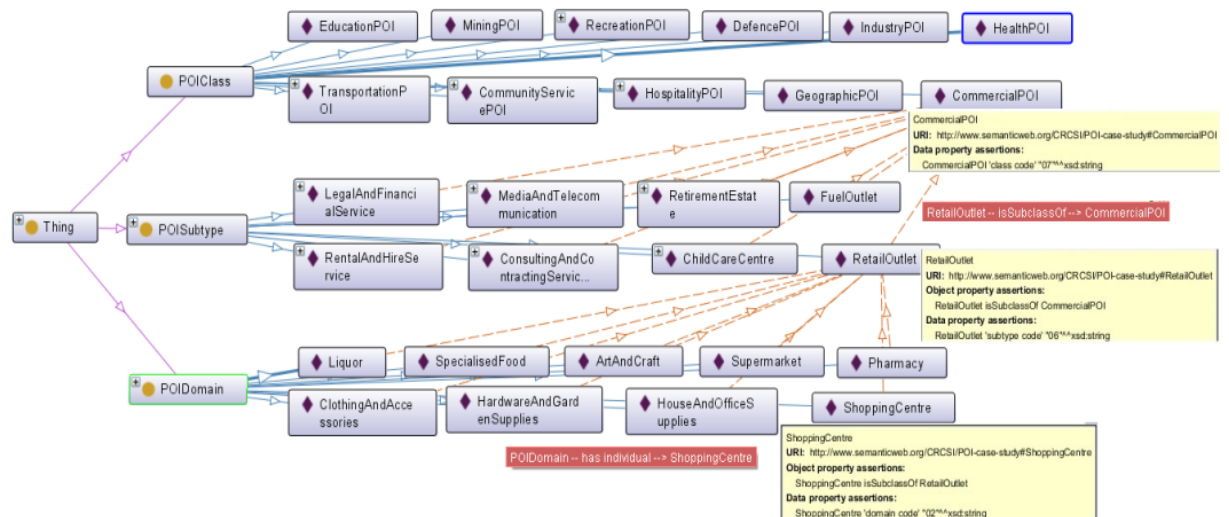 EducationPOI
MiningPOI
RecreationPOI
DefencePOI
IndustryPOI
HealthPOI
POIClass
TransportationP
OI
CommunityServic
ePOI
HospitalityPOI
GeographicPOI
CommercialPOI
CommercialPOI
URI: http://www.semanticweb.org/CRCSI/POI-case-study#CommercialPOI
Data property assertions:
CommercialPOI 'class code' "07"^^xsd:string
LegalAndFinanci
alService
MediaAndTelecom
munication
RetirementEstat
e
FuelOutlet
RetailOutlet -- isSubclassOf --> CommercialPOI
Thing
POISubtype
RentalAndHireSe
rvice
ConsultingAndCo
ntractingServic...
ChildCareCentre
RetailOutlet
RetailOutlet
URI: http://www.semanticweb.org/CRCSI/POI-case-study#RetailOutlet
Object property assertions:
RetailOutlet isSubclassOf CommercialPOI
Data property assertions:
RetailOutlet 'subtype code' "06"^^xsd:string
Liquor
SpecialisedFood
ArtAndCraft
Supermarket
Pharmacy
POIDomain
ClothingAndAcce
ssories
HardwareAndGard
enSupplies
HouseAndOfficeS
upplies
ShoppingCentre
POIDomain -- has individual --> ShoppingCentre
ShoppingCentre
URI: http://www.semanticweb.org/CRCSI/POI-case-study#ShoppingCentre
Object property assertions:
ShoppingCentre isSubclassOf RetailOutlet
Data property assertions:
ShoppingCentre 'domain code' "02"^^xsd:string